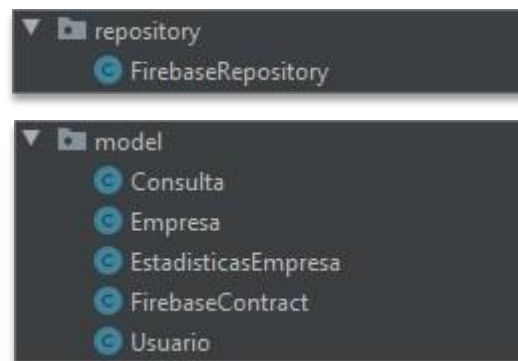 repository
FirebaseRepository
model
Consulta
Empresa
EstadisticasEmpresa
FirebaseContract
Usuario